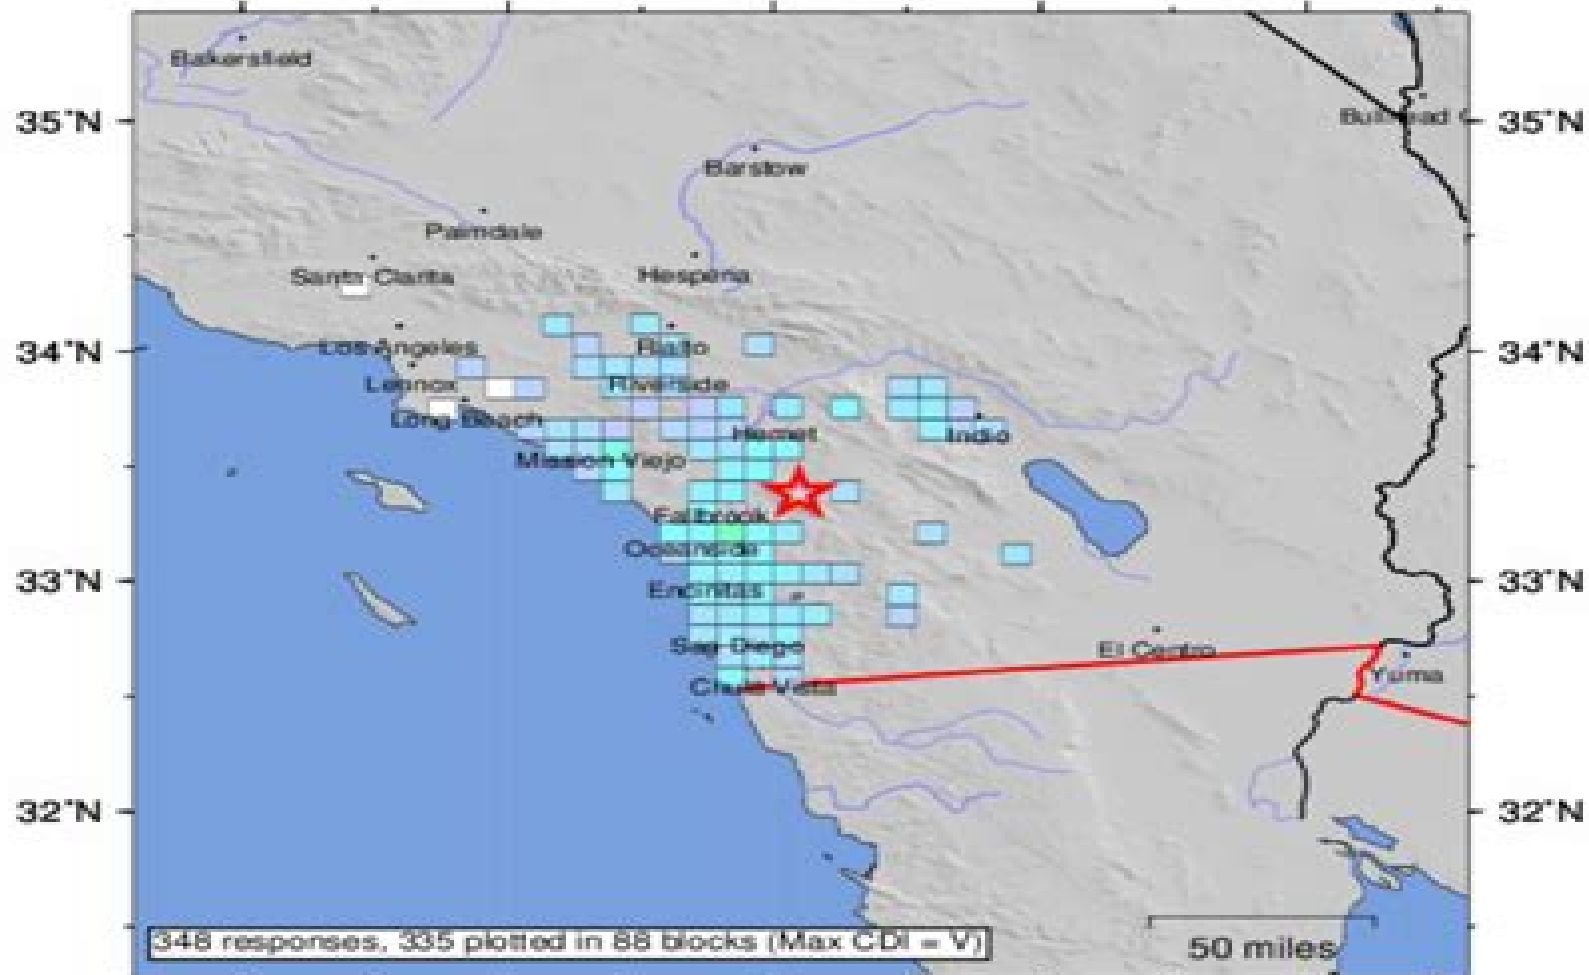 Bakersfield
35°N
35°N
Bullhead C
Barstow
Palmdale
Santa Clarita
Hesperia
34°N
Los Angeles
Rialto
34°N
Lennox
Riverside
Long Beach
Hemet
Indio
Mission Viejo
Fallbrook
Oceanside
33°N
Encinitas
33°N
San Diego
El Centro
Chula Vista
Yuma
32°N
32°N
348 responses, 335 plotted in 88 blocks (Max CDI = V)
50 miles